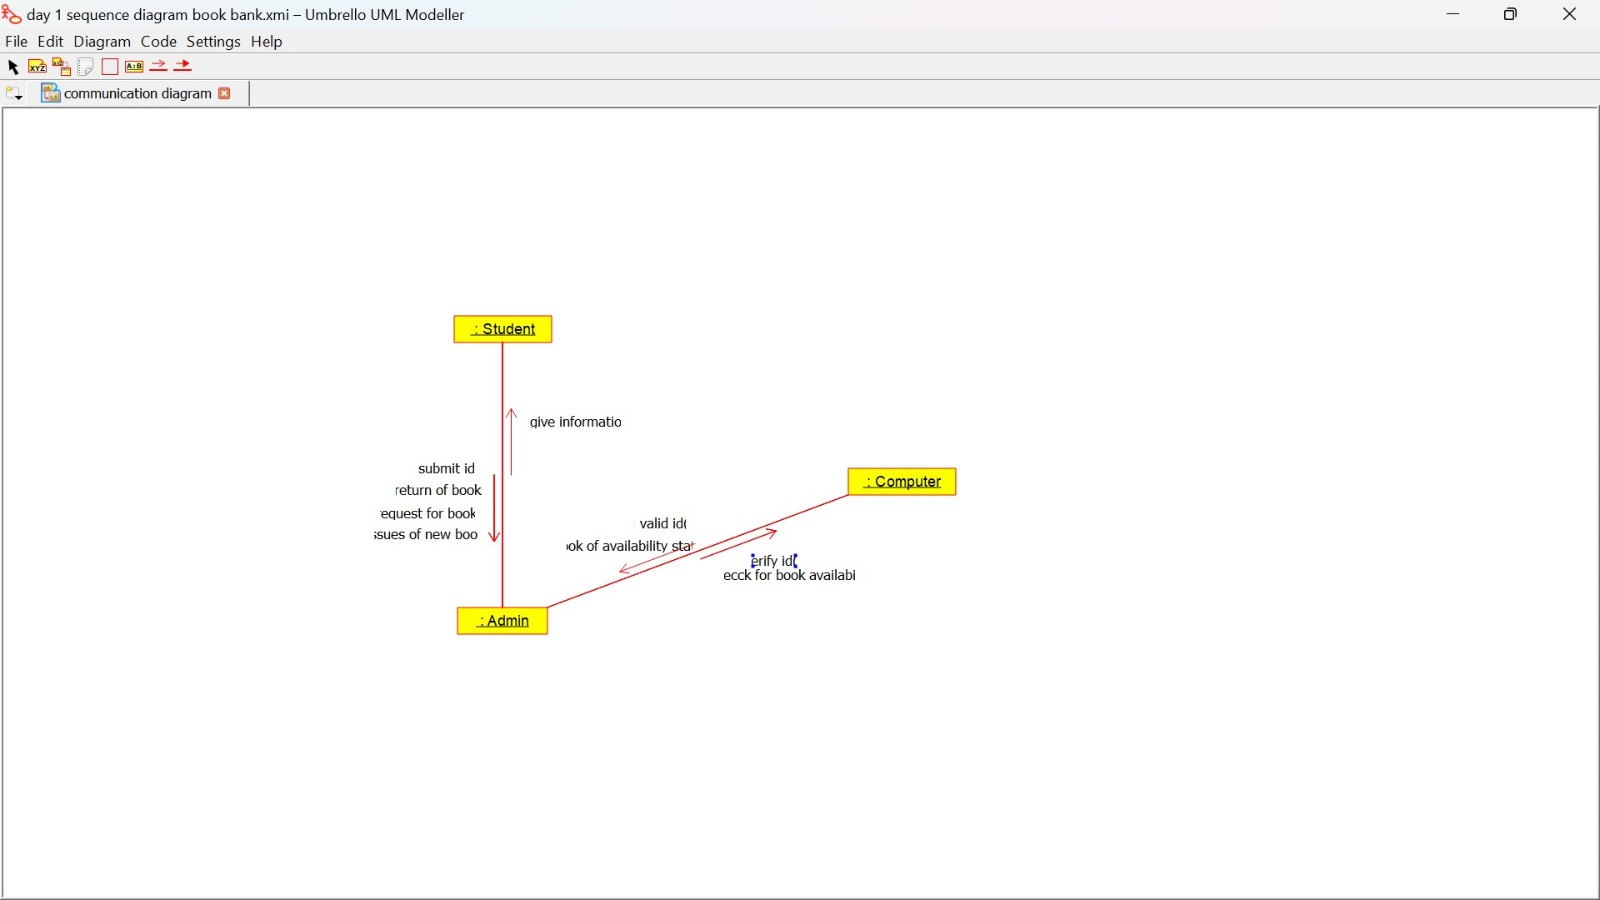 day 1 sequence diagram book bank.xmi – Umbrello UML Modeller
File Edit Diagram Code Settings Help
XYZ
A:B
communication diagram
: Student
give informatio
submit id
return of book
equest for book
ssues of new boo
: Computer
valid id(
ok of availability stat
erify id(
ecck for book availabi
: Admin